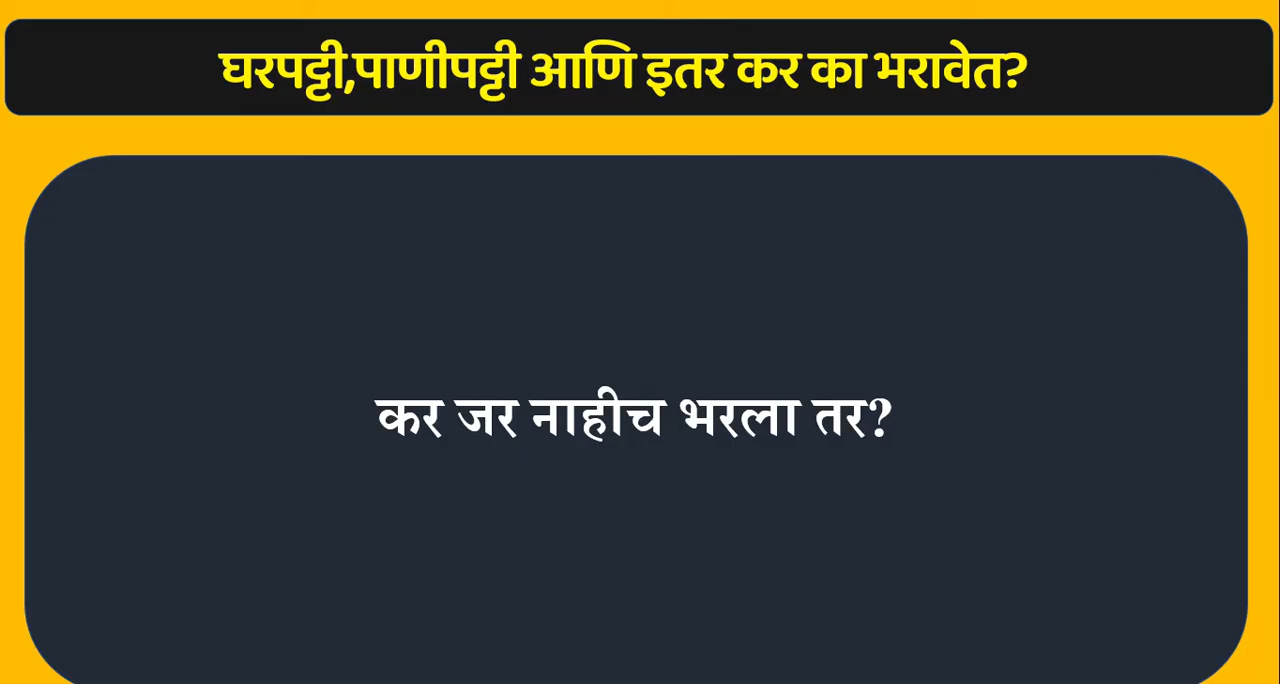 घरपट्टी,पाणीपट्टी आणि इतर कर का भरावेत?
कर जर नाहीच भरला तर?